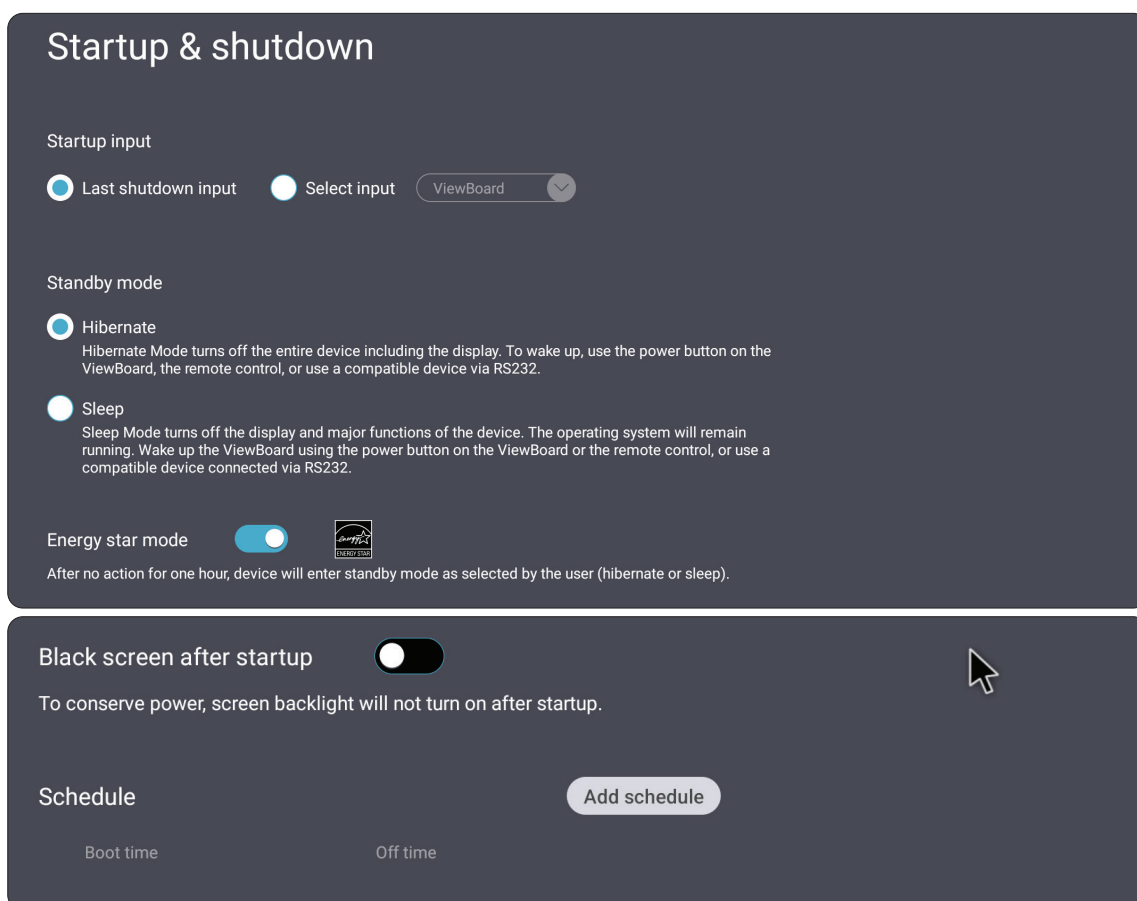 Startup & shutdown
Startup input
Last shutdown input Select input ViewBoard
Standby mode
Hibernate
Hibernate Mode turns off the entire device including the display. To wake up, use the power button on the
ViewBoard, the remote control, or use a compatible device via RS232.
Sleep
Sleep Mode turns off the display and major functions of the device. The operating system will remain
running. Wake up the ViewBoard using the power button on the ViewBoard or the remote control, or use a
compatible device connected via RS232.
Energy star mode energy ENERGY STAR
After no action for one hour, device will enter standby mode as selected by the user (hibernate or sleep).
Black screen after startup
To conserve power, screen backlight will not turn on after startup.
Schedule Add schedule
Boot time Off time